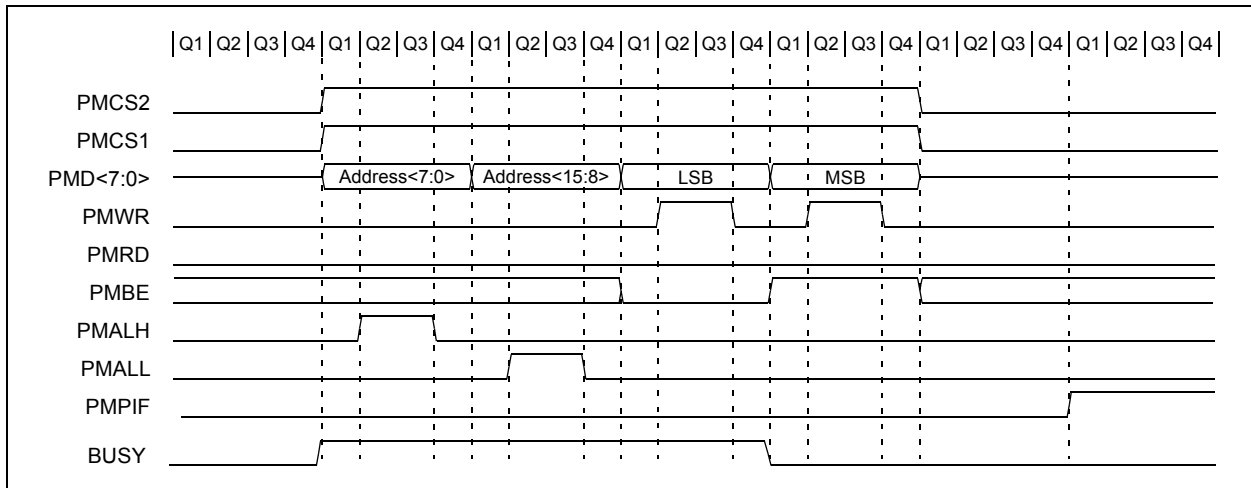 Q1 Q2 Q3 Q4 Q1 Q2 Q3 Q4 Q1 Q2 Q3 Q4 Q1 Q2 Q3 Q4 Q1 Q2 Q3 Q4 Q1 Q2 Q3 Q4 Q1 Q2 Q3 Q4
PMCS2
PMCS1
PMD<7:0> Address<7:0> Address<15:8> LSB MSB
PMWR
PMRD
PMBE
PMALH
PMALL
PMPIF
BUSY